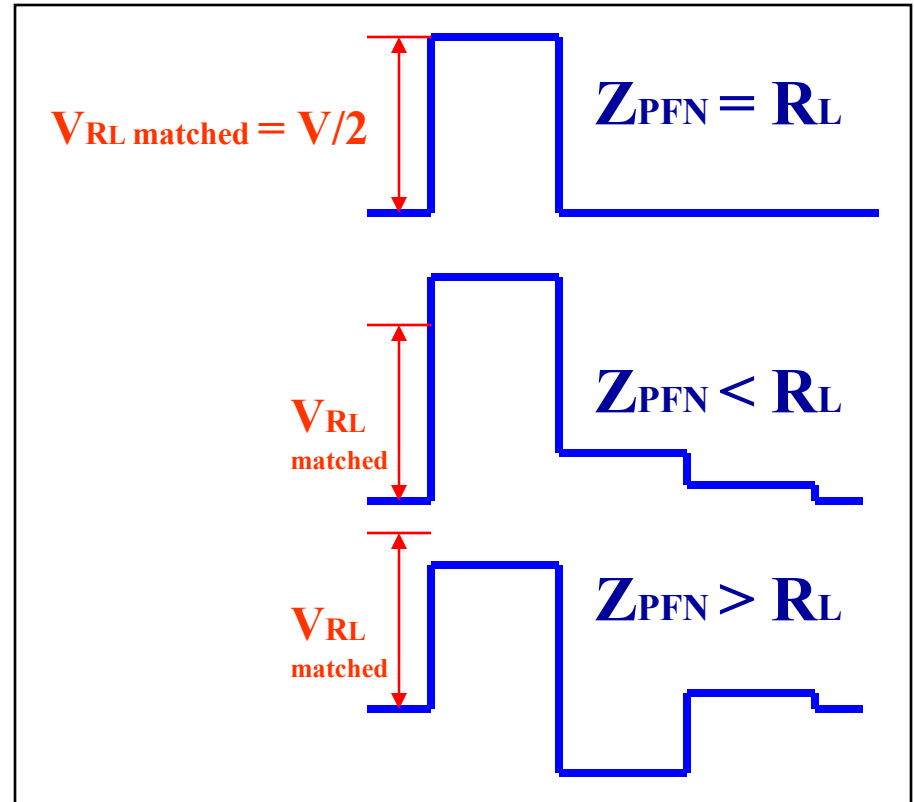 VRL matched = V/2
ZPFN = RL
VRL
matched
ZPFN < RL
VRL
matched
ZPFN > RL